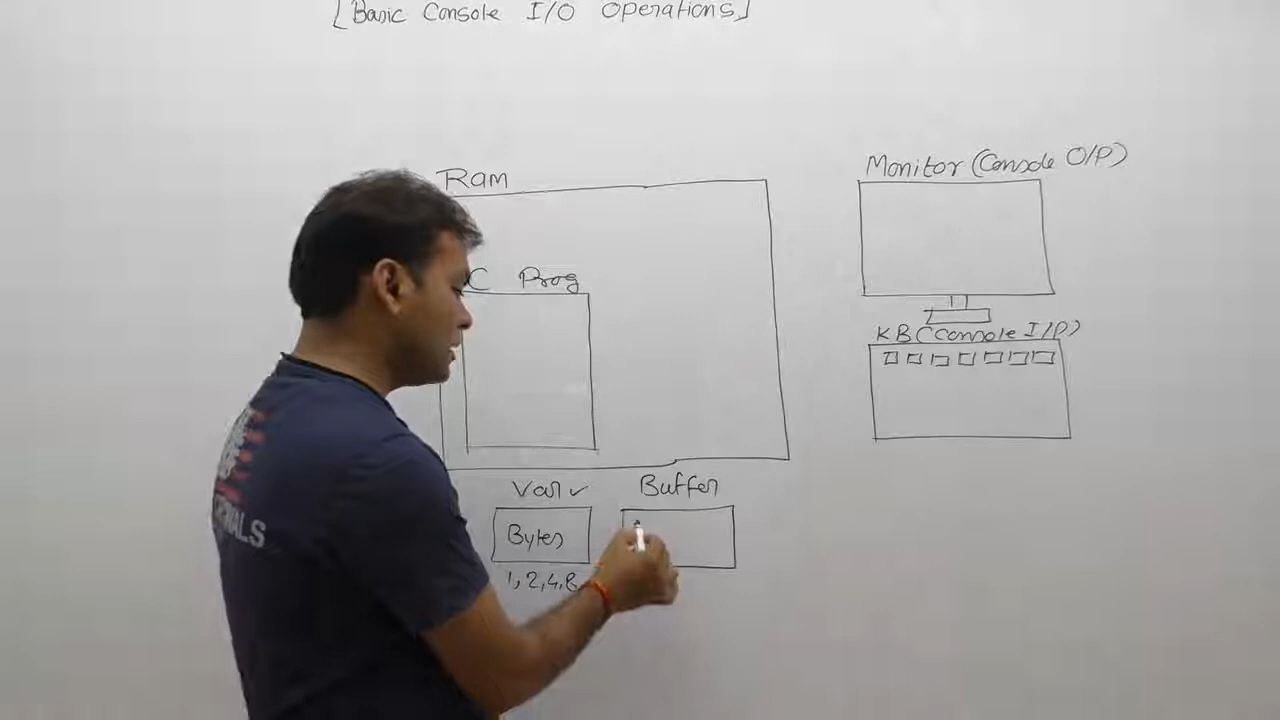 [Basic Console I/O Operations]
Ram
Monitor (Console O/P)
C Prog
KB (Console I/P)
Var ✓
Buffer
Bytes
1, 2, 4, 8